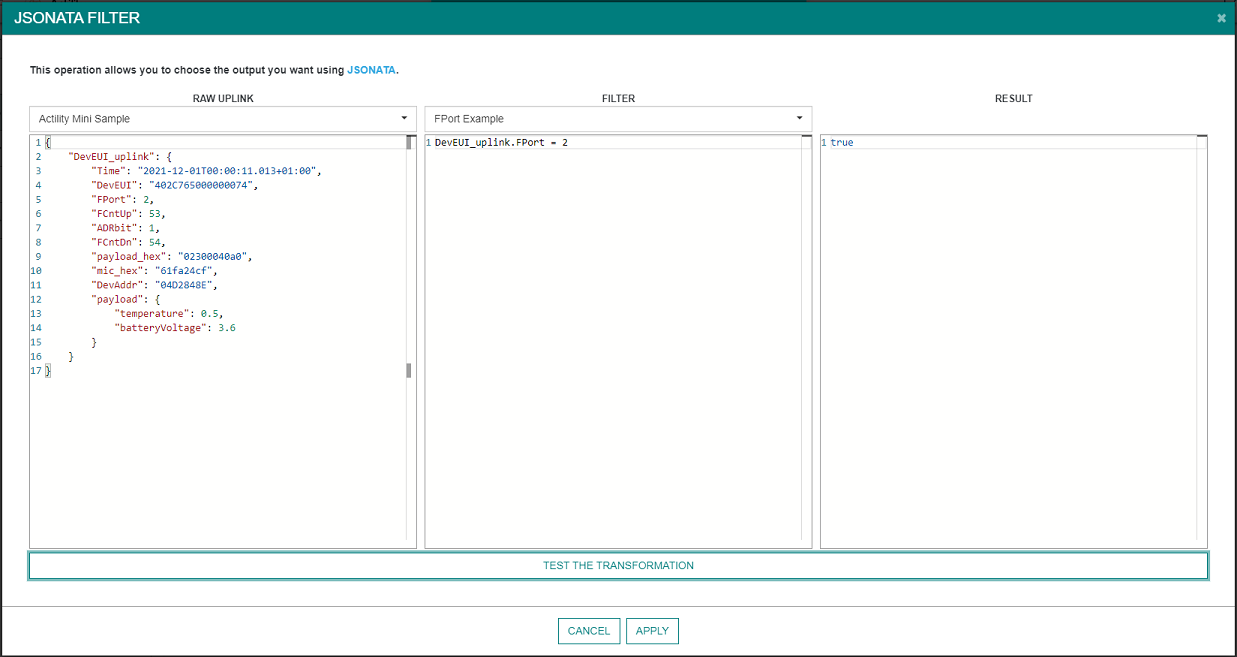 JSONATA FILTER
×
This operation allows you to choose the output you want using JSONATA.
RAW UPLINK
Actility Mini Sample
1 {
2 "DevEUI_uplink": {
3 "Time": "2021-12-01T00:00:11.013+01:00",
4 "DevEUI": "402C765000000074",
5 "FPort": 2,
6 "FCntUp": 53,
7 "ADRbit": 1,
8 "FCntDn": 54,
9 "payload_hex": "02300040a0",
10 "mic_hex": "61fa24cf",
11 "DevAddr": "04D2848E",
12 "payload": {
13 "temperature": 0.5,
14 "batteryVoltage": 3.6
15 }
16 }
17 }
FILTER
FPort Example
1 DevEUI_uplink.FPort = 2
RESULT
1 true
TEST THE TRANSFORMATION
CANCEL
APPLY